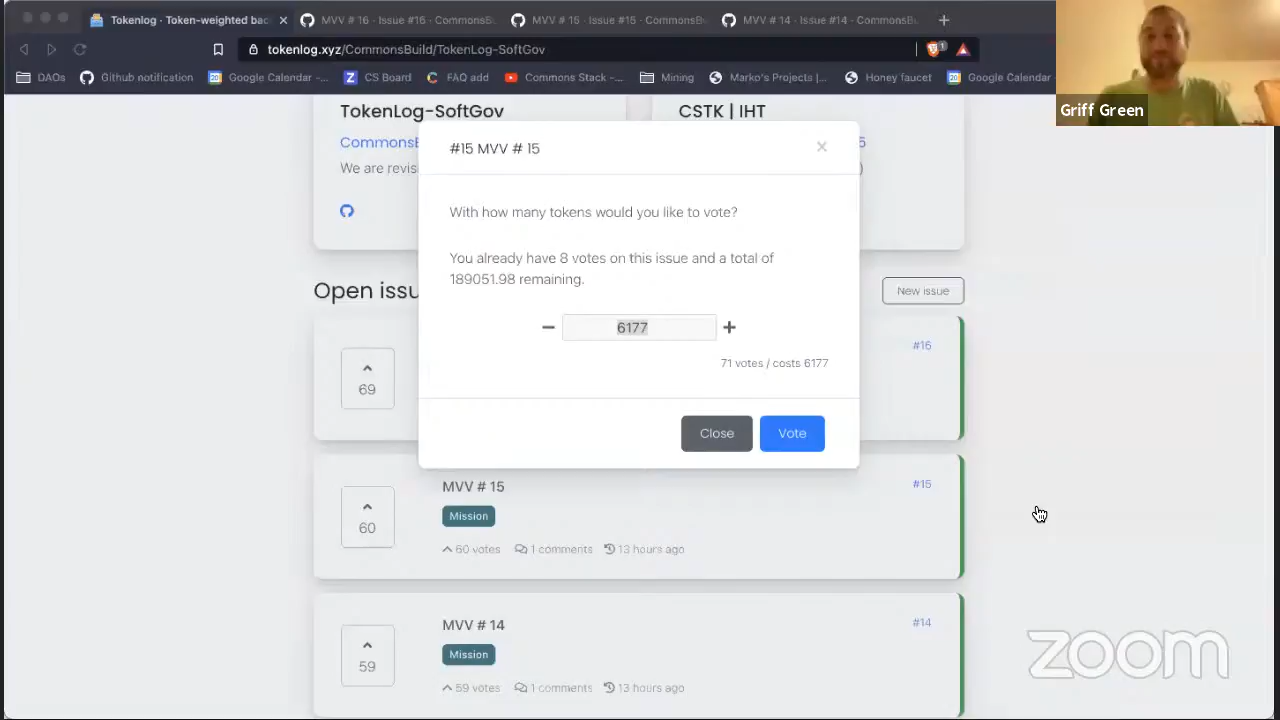 Tokenlog · Token-weighted bac
MVV # 16 · Issue #15 · CommonsBu
MVV # 15 · Issue #15 · CommonsBu
MVV # 14 · Issue #14 · CommonsBu
tokenlog.xyz/CommonsBuild/TokenLog-SoftGov
1
DAOs
Github notification
Google Calendar -...
CS Board
FAQ add
Commons Stack -...
Mining
Marko's Projects |...
Honey faucet
Google Calendar
Griff Green
TokenLog-SoftGov
CSTK | IHT
CommonsB
We are revis
#15 MVV # 15
With how many tokens would you like to vote?
You already have 8 votes on this issue and a total of
189051.98 remaining.
6177
71 votes / costs 6177
Close
Vote
Open issu
New issue
69
#16
60
MVV # 15
#15
Mission
60 votes
1 comments
13 hours ago
59
MVV # 14
#14
Mission
59 votes
1 comments
13 hours ago
zoom